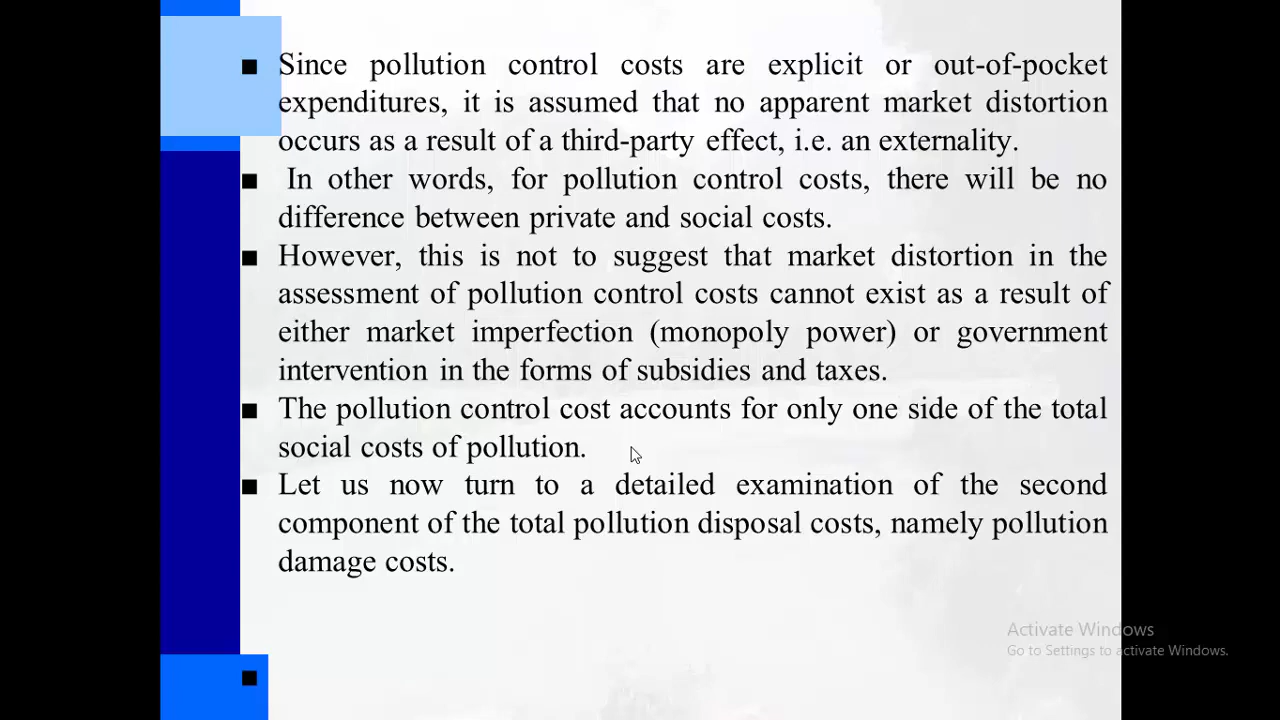 ■ Since pollution control costs are explicit or out-of-pocket
expenditures, it is assumed that no apparent market distortion
occurs as a result of a third-party effect, i.e. an externality.
■ In other words, for pollution control costs, there will be no
difference between private and social costs.
■ However, this is not to suggest that market distortion in the
assessment of pollution control costs cannot exist as a result of
either market imperfection (monopoly power) or government
intervention in the forms of subsidies and taxes.
■ The pollution control cost accounts for only one side of the total
social costs of pollution.
■ Let us now turn to a detailed examination of the second
component of the total pollution disposal costs, namely pollution
damage costs.
Activate Windows
Go to Settings to activate Windows.
■